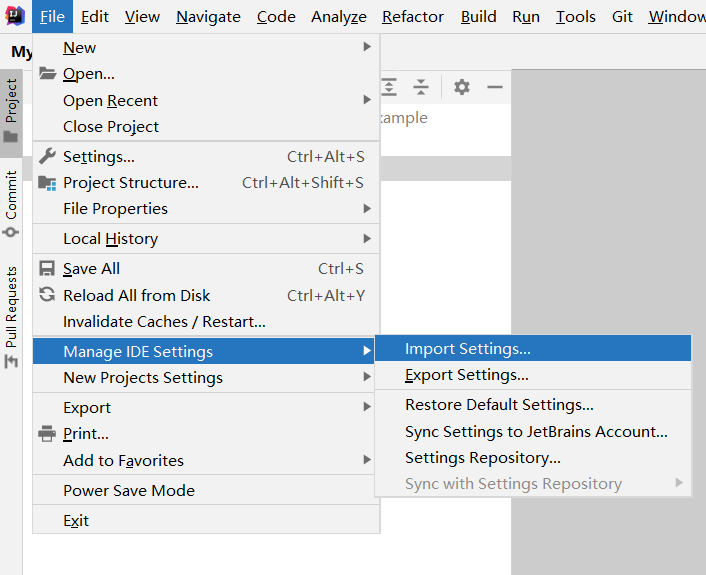 File Edit View Navigate Code Analyze Refactor Build Run Tools Git Window
My
New
Open...
Open Recent
Close Project
Settings... Ctrl+Alt+S
Project Structure... Ctrl+Alt+Shift+S
File Properties
Local History
Save All Ctrl+S
Reload All from Disk Ctrl+Alt+Y
Invalidate Caches / Restart...
Manage IDE Settings
New Projects Settings
Export
Print...
Add to Favorites
Power Save Mode
Exit
Import Settings...
Export Settings...
Restore Default Settings...
Sync Settings to JetBrains Account...
Settings Repository...
Sync with Settings Repository
Project
Commit
Pull Requests
xample